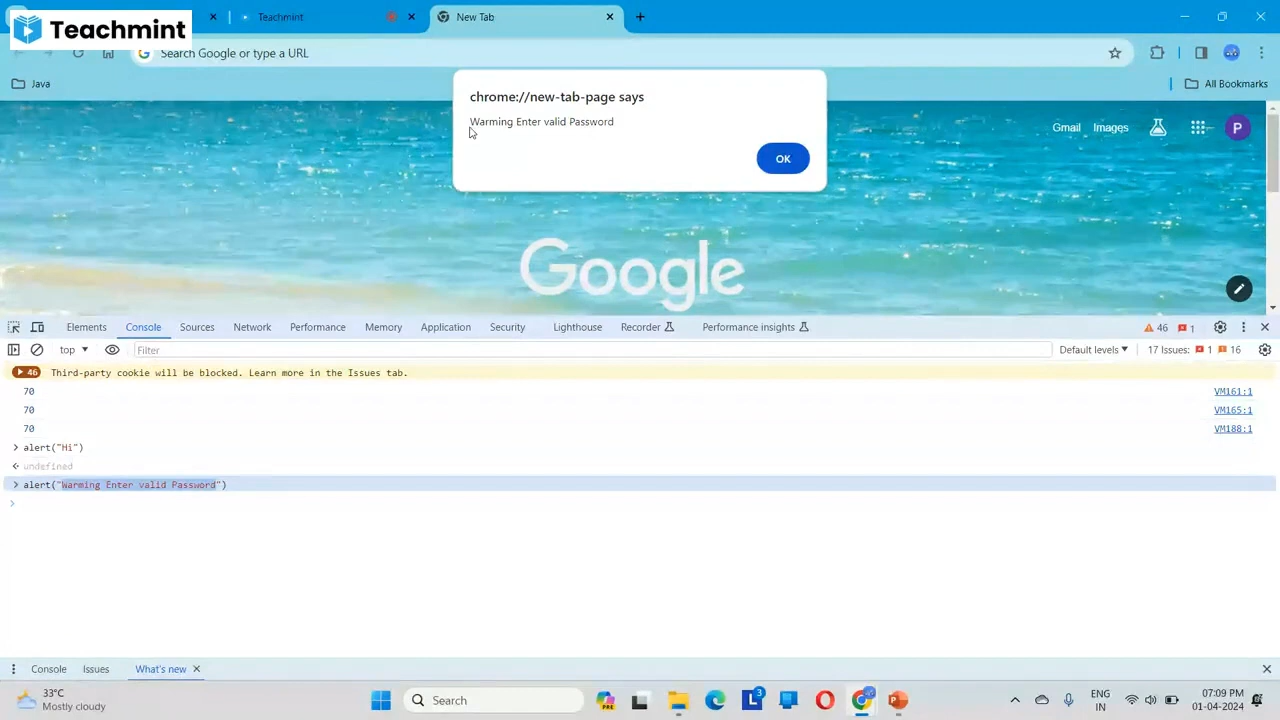 Teachmint
Teachmint
New Tab
Search Google or type a URL
Java
All Bookmarks
chrome://new-tab-page says
Warming Enter valid Password
OK
Gmail
Images
P
Google
Elements
Console
Sources
Network
Performance
Memory
Application
Security
Lighthouse
Recorder
Performance insights
46
1
top
Filter
Default levels
17 Issues:
1
16
46
Third-party cookie will be blocked. Learn more in the Issues tab.
70
VM161:1
70
VM165:1
70
VM188:1
alert("Hi")
undefined
alert("Warming Enter valid Password")
Console
Issues
What's new
33°C
Mostly cloudy
Search
PRE
L
3
ENG
IN
07:09 PM
01-04-2024